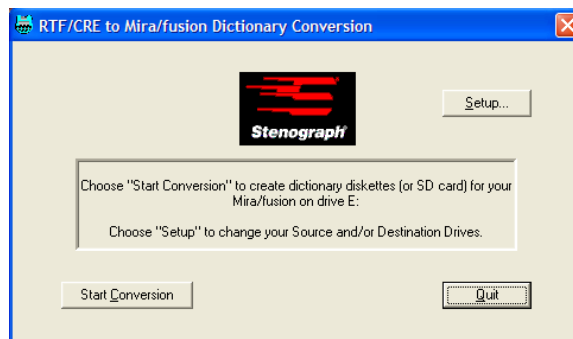 RTF/CRE to Mira/fusion Dictionary Conversion
Stenograph
Setup...
Choose "Start Conversion" to create dictionary diskettes (or SD card) for your
Mira/fusion on drive E:
Choose "Setup" to change your Source and/or Destination Drives.
Start Conversion
Quit